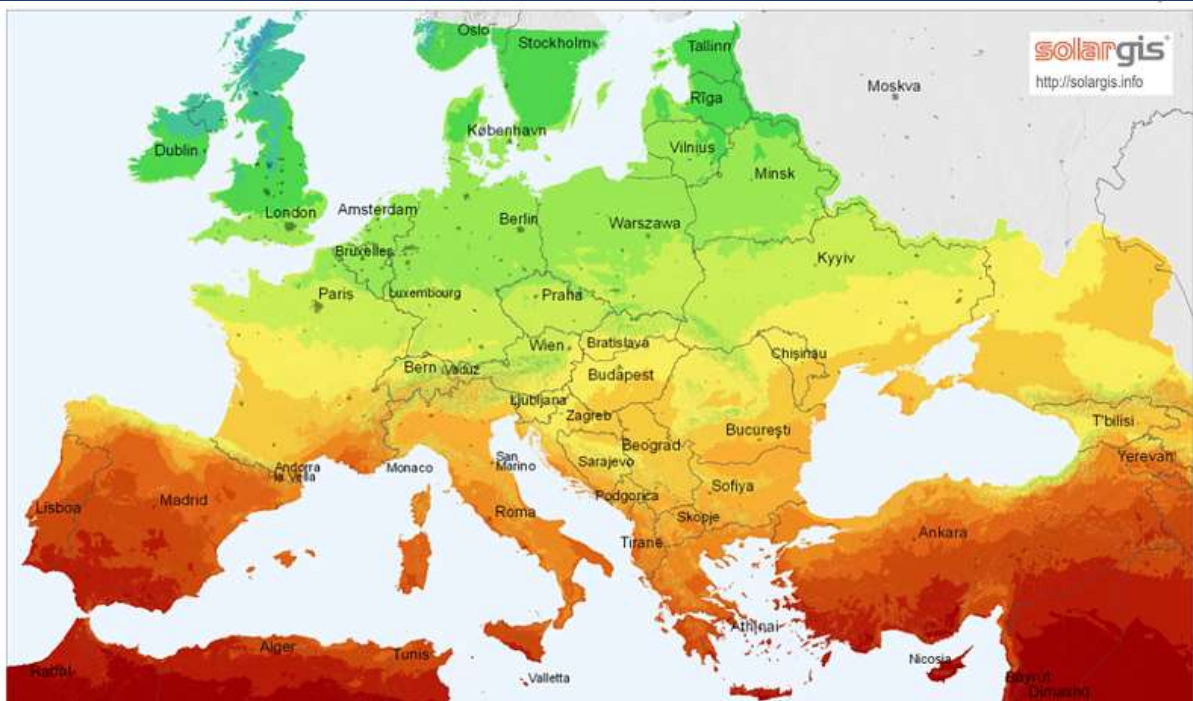 Oslo
Stockholm
Tallinn
solargis
http://solargis.info
Moskva
Rīga
København
Dublin
Vilnius
Minsk
London
Amsterdam
Berlin
Warszawa
Bruxelles
Kyyiv
Paris
Luxembourg
Praha
Wien
Bratislava
Chişinau
Bern
Vaduz
Budapest
Ljubljana
Zagreb
T'bilisi
Bucureşti
Beograd
San
Marino
Sarajevo
Yerevan
Andorra
la Vella
Monaco
Madrid
Lisboa
Podgorica
Sofiya
Roma
Skopje
Ankara
Tiranë
Athínai
Alger
Tunis
Nicosia
Rabat
Valletta
Bayrūt
Dimashq